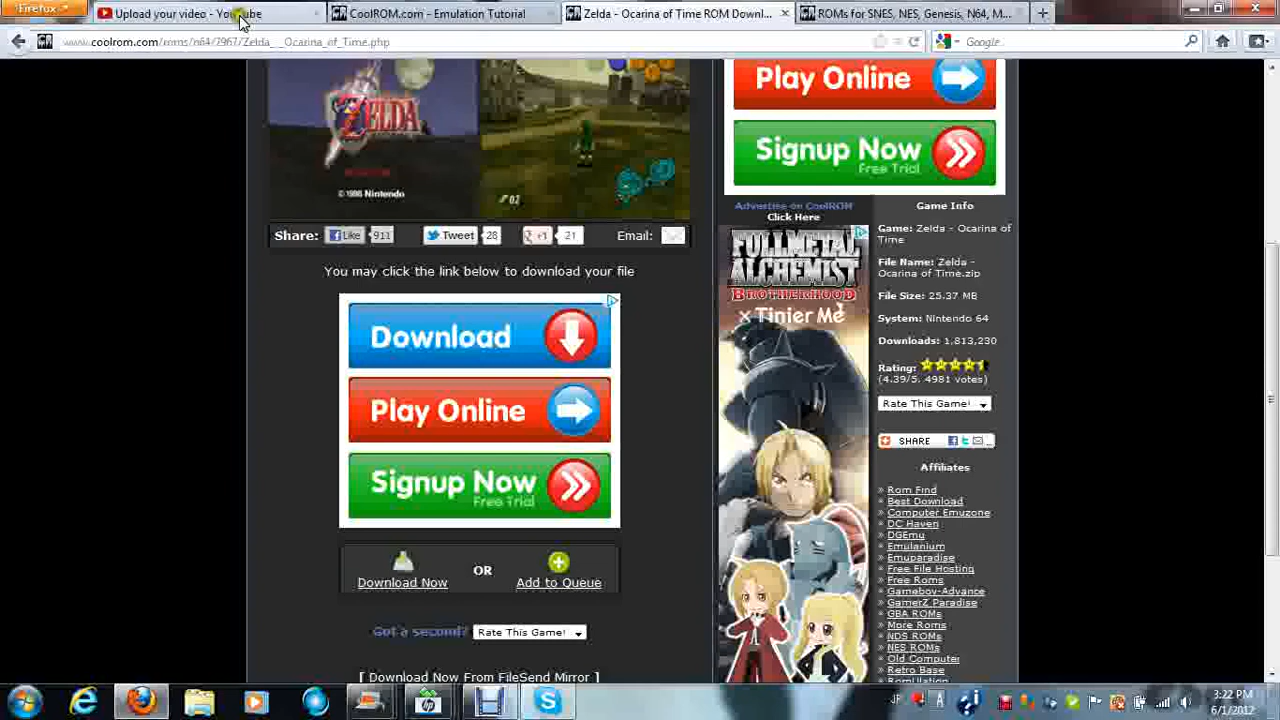 Firefox
Upload your video - YouTube
CoolROM.com - Emulation Tutorial
Zelda - Ocarina of Time ROM Downl...
ROMs for SNES, NES, Genesis, N64, M...
www.coolrom.com/roms/n64/7967/Zelda_-_Ocarina_of_Time.php
Google
ZELDA
© 1998 Nintendo
02
Share:
Like
911
Tweet
28
+1
21
Email:
You may click the link below to download your file
Download
Play Online
Signup Now
Free Trial
Download Now
OR
Add to Queue
Got a second?
Rate This Game!
[ Download Now From FileSend Mirror ]
Play Online
Signup Now
Free Trial
Advertise on CoolROM
Click Here
FULLMETAL
ALCHEMIST
BROTHERHOOD
x Tinier Me
Game Info
Game: Zelda - Ocarina of
Time
File Name: Zelda -
Ocarina of Time.zip
File Size: 25.37 MB
System: Nintendo 64
Downloads: 1,813,230
Rating:
(4.39/5. 4981 votes)
Rate This Game!
SHARE
Affiliates
» Rom Find
» Best Download
» Computer Emuzone
» DC Haven
» DGEmu
» Emulanium
» Emuparadise
» Free File Hosting
» Free Roms
» Gameboy-Advance
» GamerZ Paradise
» GBA ROMs
» More Roms
» NDS ROMs
» NES ROMs
» Old Computer
» Retro Base
» RomUlation
JP
3:22 PM
6/1/2012